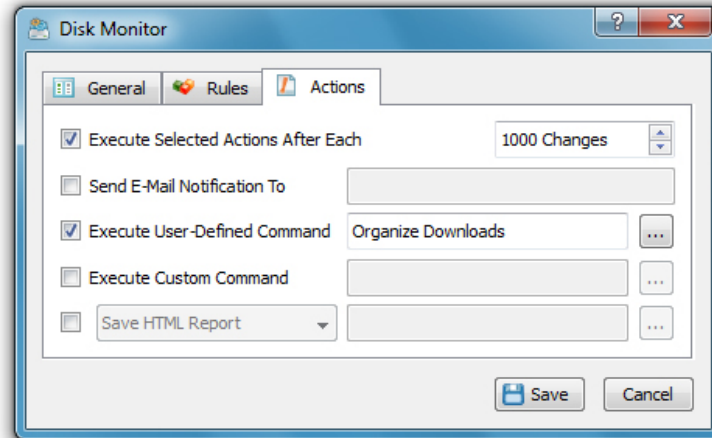 Disk Monitor
General Rules Actions
Execute Selected Actions After Each 1000 Changes
Send E-Mail Notification To
Execute User-Defined Command Organize Downloads ...
Execute Custom Command ...
Save HTML Report ...
Save Cancel